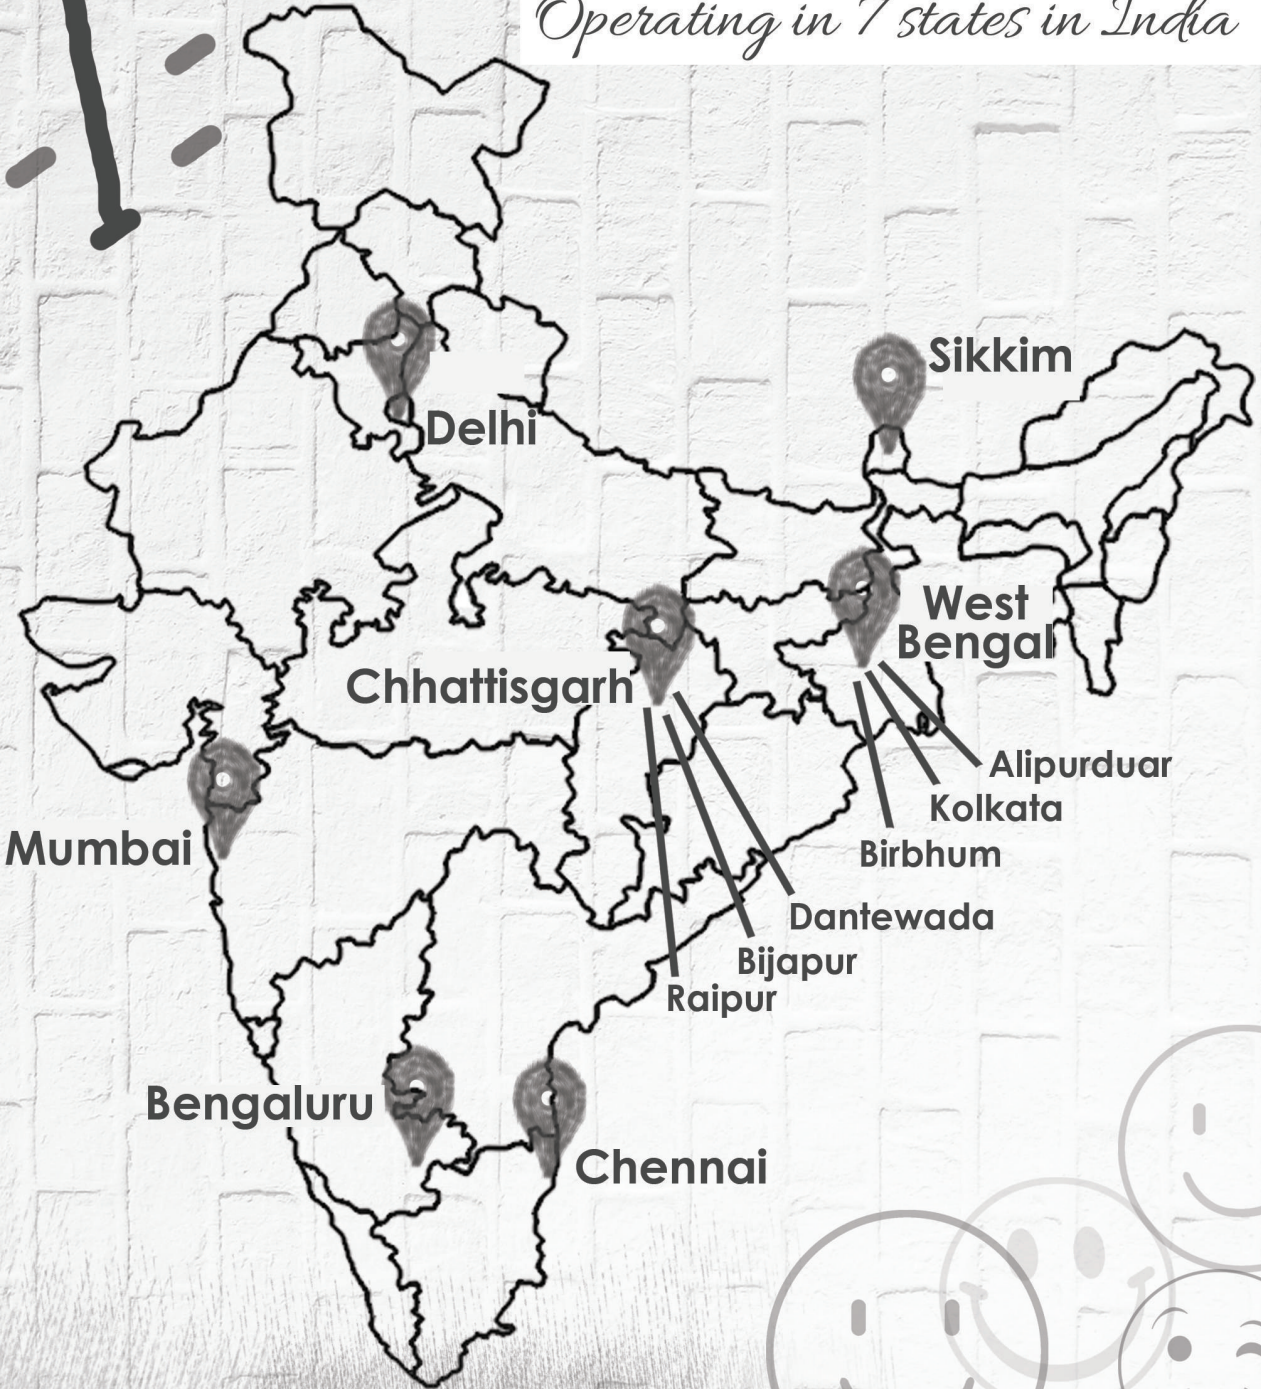 Operating in 7 states in India
Sikkim
Delhi
West
Bengal
Chhattisgarh
Alipurduar
Kolkata
Mumbai
Birbhum
Dantewada
Bijapur
Raipur
Bengaluru
Chennai